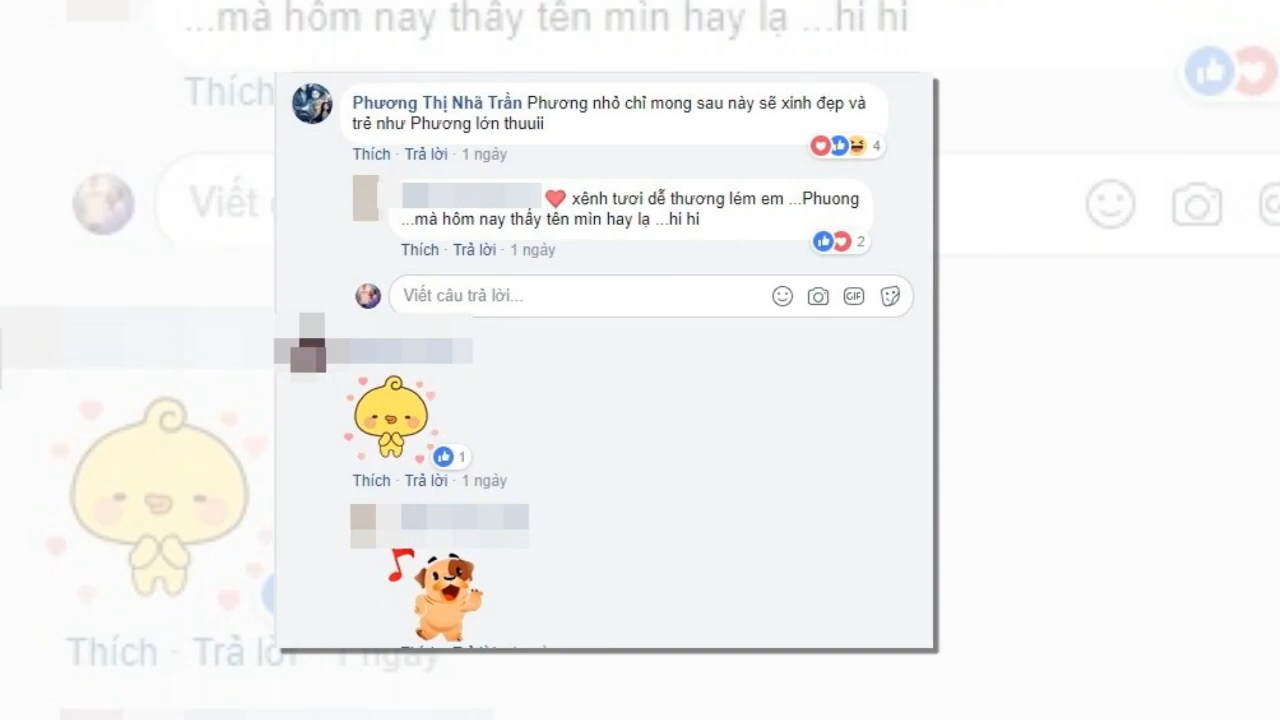 ...mà hôm nay thấy tên mìn hay lạ ...hi hi
Thích
Viết
Phương Thị Nhã Trần Phương nhỏ chỉ mong sau này sẽ xinh đẹp và
trẻ như Phương lớn thuuii
Thích · Trả lời · 1 ngày
4
xênh tươi dễ thương lém em ...Phuong
...mà hôm nay thấy tên mìn hay lạ ...hi hi
Thích · Trả lời · 1 ngày
2
Viết câu trả lời...
GIF
1
Thích · Trả lời · 1 ngày
Thích · Trả lời · 1 ngày